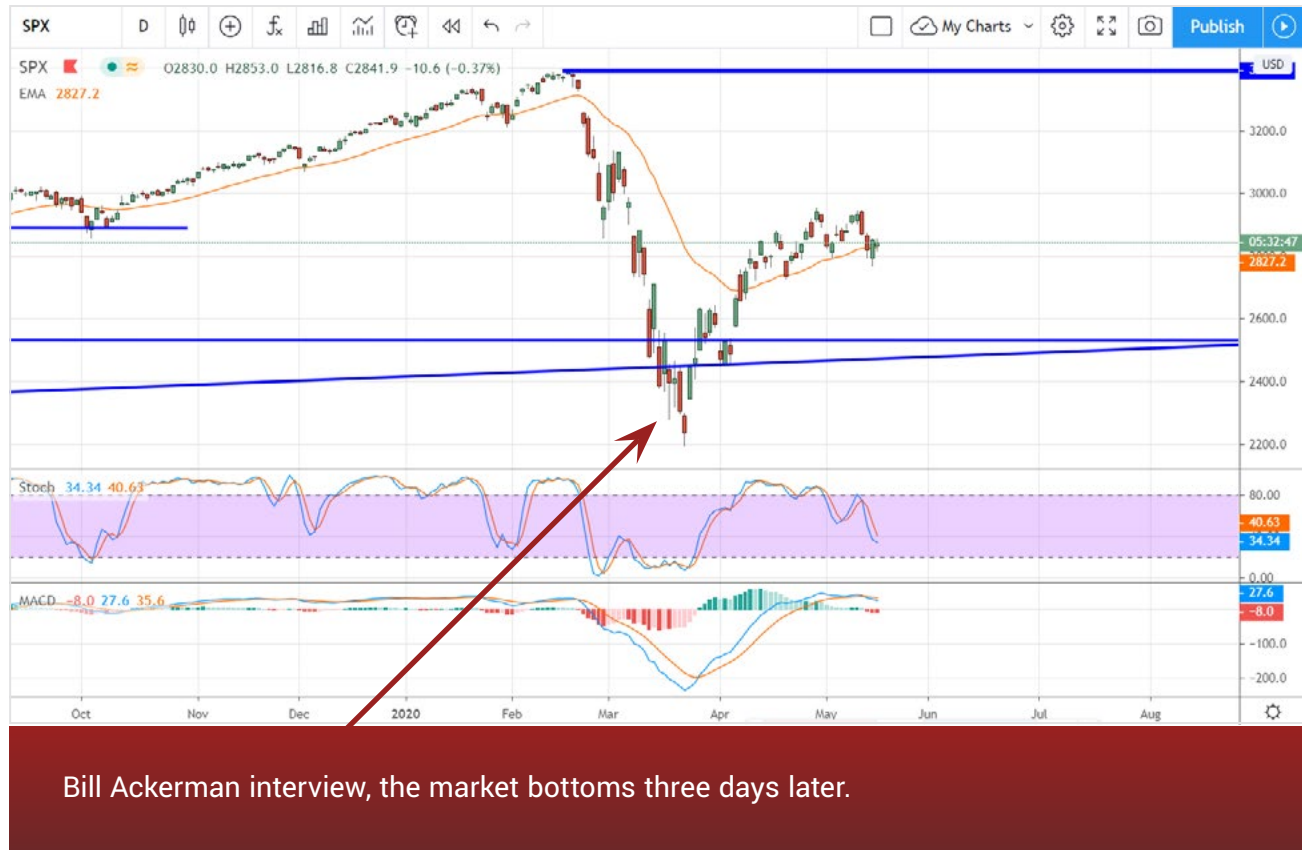 SPX D fx My Charts Publish
SPX O2830.0 H2853.0 L2816.8 C2841.9 −10.6 (−0.37%)
USD
EMA 2827.2
3200.0
3000.0
05:32:47
2827.2
2600.0
2400.0
2200.0
Stoch 34.34 40.63
80.00
40.63
34.34
0.00
MACD −8.0 27.6 35.6
27.6
−8.0
−100.0
−200.0
Oct Nov Dec 2020 Feb Mar Apr May Jun Jul Aug
Bill Ackerman interview, the market bottoms three days later.